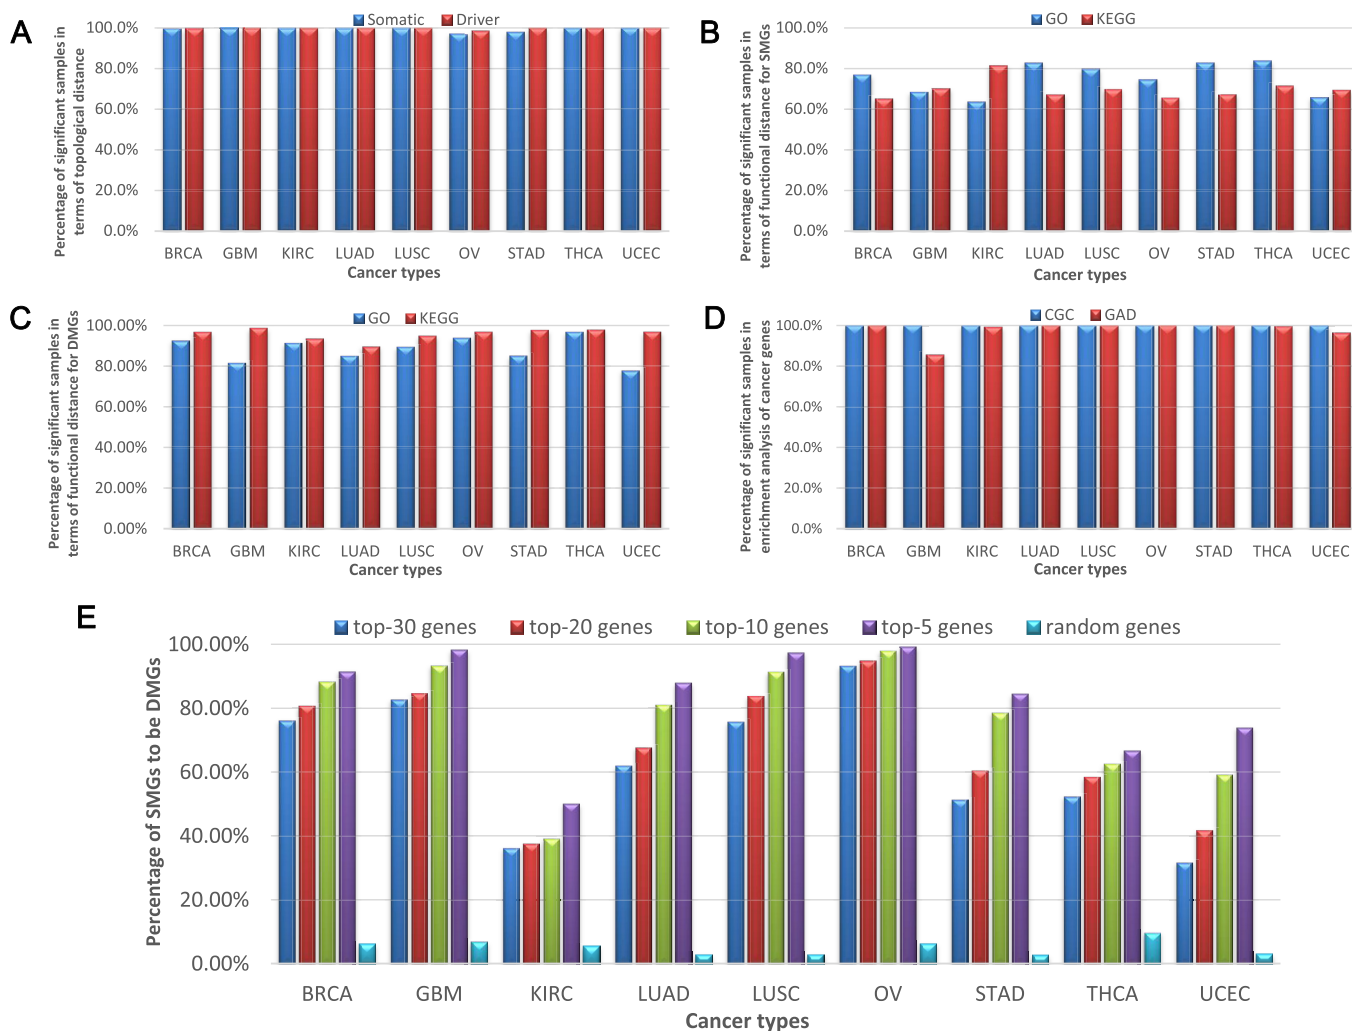 A
Percentage of significant samples in
terms of topological distance
Somatic Driver
100.0%
80.0%
60.0%
40.0%
20.0%
0.0%
BRCA GBM KIRC LUAD LUSC OV STAD THCA UCEC
Cancer types
B
Percentage of significant samples in
terms of functional distance for SMGs
GO KEGG
100.0%
80.0%
60.0%
40.0%
20.0%
0.0%
BRCA GBM KIRC LUAD LUSC OV STAD THCA UCEC
Cancer types
C
Percentage of significant samples in
terms of functional distance for DMGs
GO KEGG
100.00%
80.00%
60.00%
40.00%
20.00%
0.00%
BRCA GBM KIRC LUAD LUSC OV STAD THCA UCEC
Cancer types
D
Percentage of significant samples in
enrichment analysis of cancer genes
CGC GAD
100.0%
80.0%
60.0%
40.0%
20.0%
0.0%
BRCA GBM KIRC LUAD LUSC OV STAD THCA UCEC
Cancer types
E
Percentage of SMGs to be DMGs
top-30 genes top-20 genes top-10 genes top-5 genes random genes
100.00%
80.00%
60.00%
40.00%
20.00%
0.00%
BRCA GBM KIRC LUAD LUSC OV STAD THCA UCEC
Cancer types